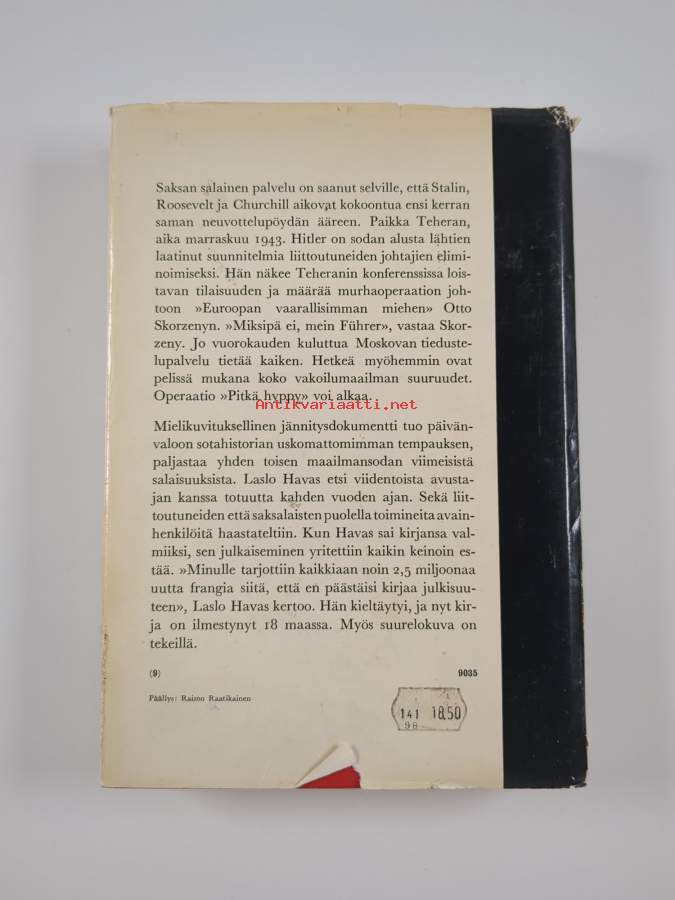 Saksan salainen palvelu on saanut selville, että Stalin,
Roosevelt ja Churchill aikovat kokoontua ensi kerran
saman neuvottelupöydän ääreen. Paikka Teheran,
aika marraskuu 1943. Hitler on sodan alusta lähtien
laatinut suunnitelmia liittoutuneiden johtajien elimi-
noimiseksi. Hän näkee Teheranin konferenssissa lois-
tavan tilaisuuden ja määrää murhaoperaation joh-
toon »Euroopan vaarallisimman miehen» Otto
Skorzenyn. »Miksipä ei, mein Führer», vastaa Skor-
zeny. Jo vuorokauden kuluttua Moskovan tieduste-
lupalvelu tietää kaiken. Hetkeä myöhemmin ovat
pelissä mukana koko vakoilumaailman suuruudet.
Operaatio »Pitkä hyppy» voi alkaa.
Antikvariaatti.net
Mielikuvituksellinen jännitysdokumentti tuo päivän-
valoon sotahistorian uskomattomimman tempauksen,
paljastaa yhden toisen maailmansodan viimeisistä
salaisuuksista. Laslo Havas etsi viidentoista avusta-
jan kanssa totuutta kahden vuoden ajan. Sekä liit-
toutuneiden että saksalaisten puolella toimineita avain-
henkilöitä haastateltiin. Kun Havas sai kirjansa val-
miiksi, sen julkaiseminen yritettiin kaikin keinoin es-
tää. »Minulle tarjottiin kaikkiaan noin 2,5 miljoonaa
uutta frangia siitä, että en päästäisi kirjaa julkisuu-
teen», Laslo Havas kertoo. Hän kieltäytyi, ja nyt kir-
ja on ilmestynyt 18 maassa. Myös suurelokuva on
tekeillä.
(9) 9035
Päällys: Raimo Raatikainen
141 18.50
98